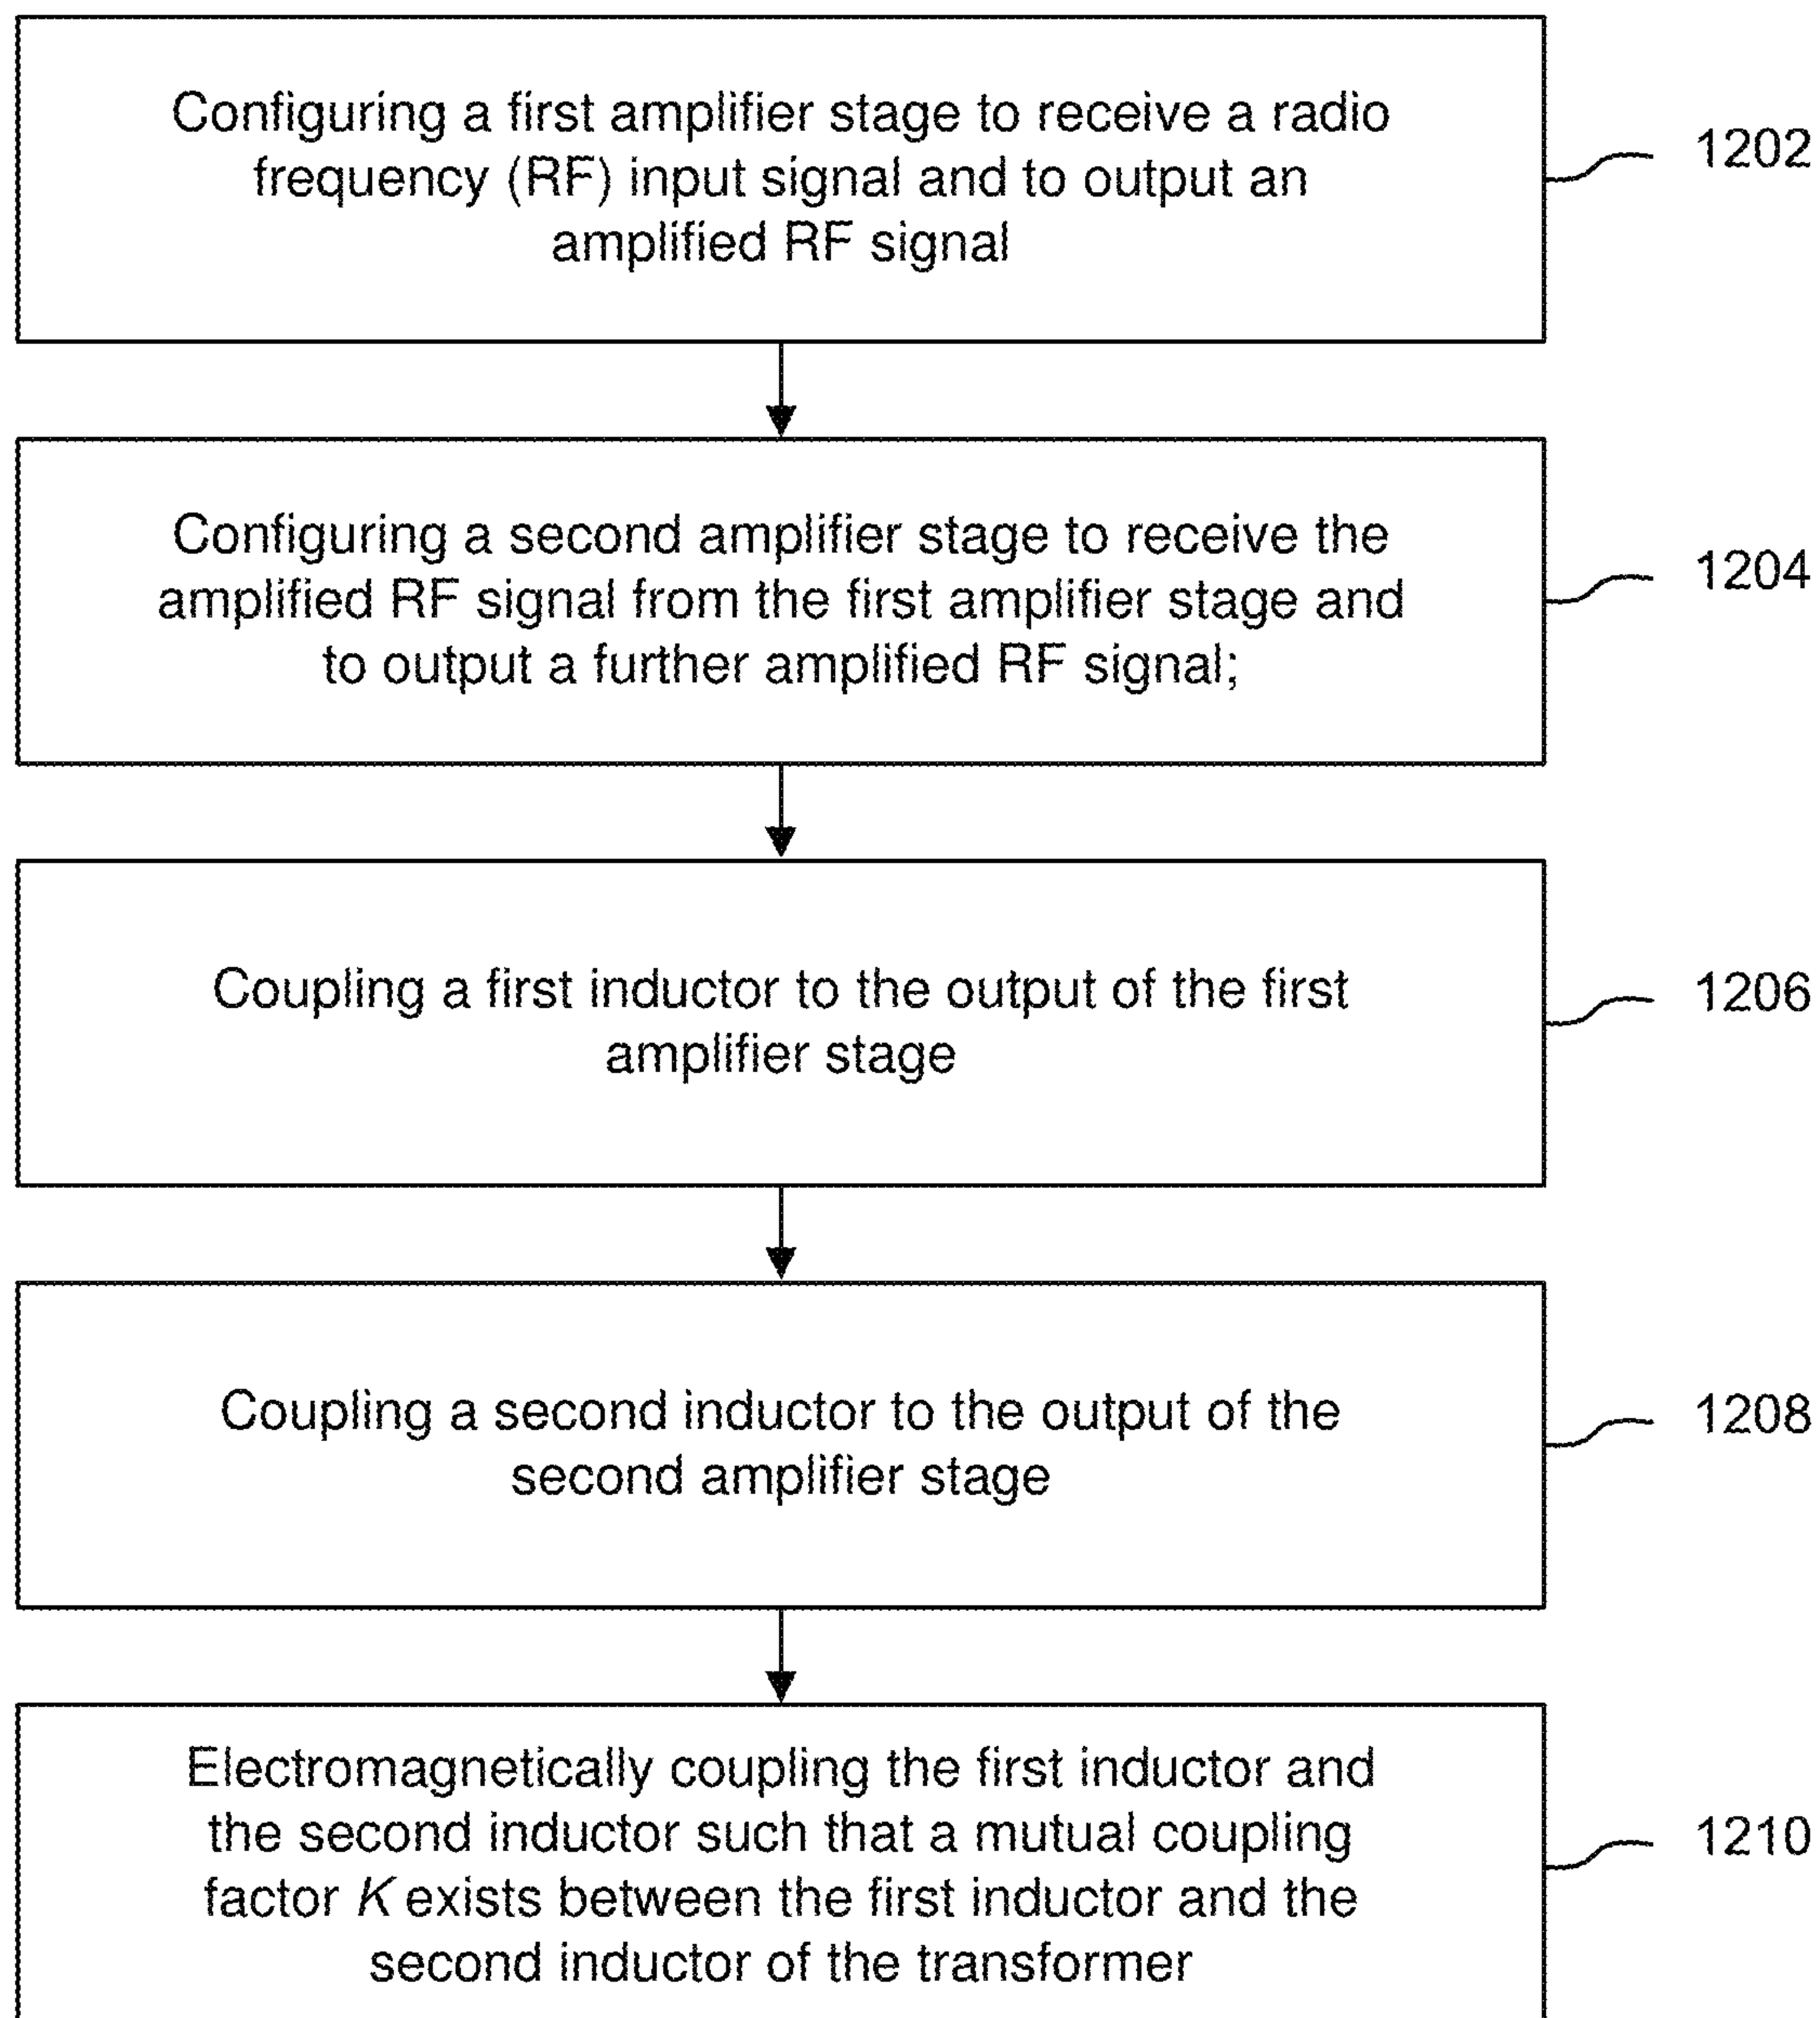 Configuring a first amplifier stage to receive a radio
frequency (RF) input signal and to output an
amplified RF signal
1202
Configuring a second amplifier stage to receive the
amplified RF signal from the first amplifier stage and
to output a further amplified RF signal;
1204
Coupling a first inductor to the output of the first
amplifier stage
1206
Coupling a second inductor to the output of the
second amplifier stage
1208
Electromagnetically coupling the first inductor and
the second inductor such that a mutual coupling
factor K exists between the first inductor and the
second inductor of the transformer
1210